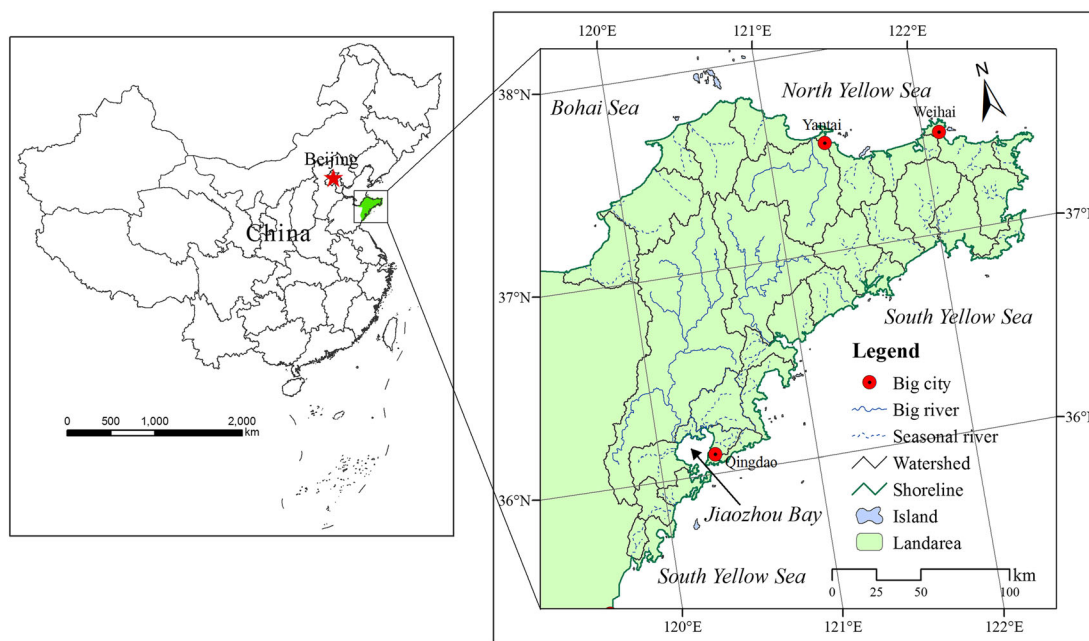 Beijing
China
0 500 1,000 2,000
km
120°E 121°E 122°E
38°N
37°N
36°N
37°N
36°N
120°E 121°E 122°E
N
Bohai Sea
North Yellow Sea
Yantai
Weihai
South Yellow Sea
Qingdao
Jiaozhou Bay
South Yellow Sea
Legend
Big city
Big river
Seasonal river
Watershed
Shoreline
Island
Landarea
km
0 25 50 100